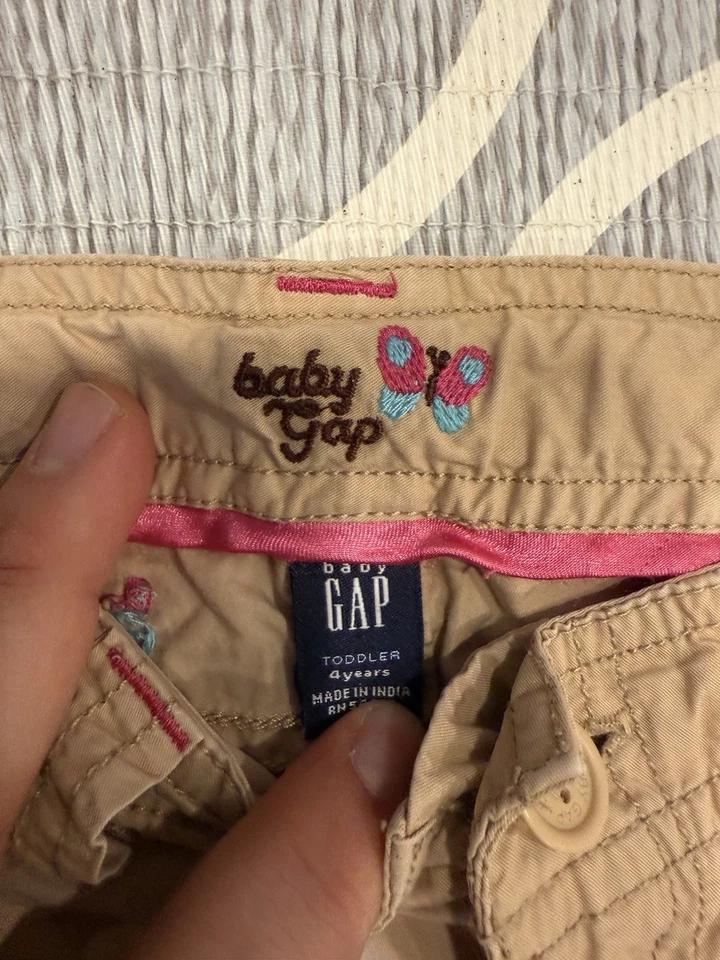 baby
Gap
baby
GAP
TODDLER
4years
MADE IN INDIA